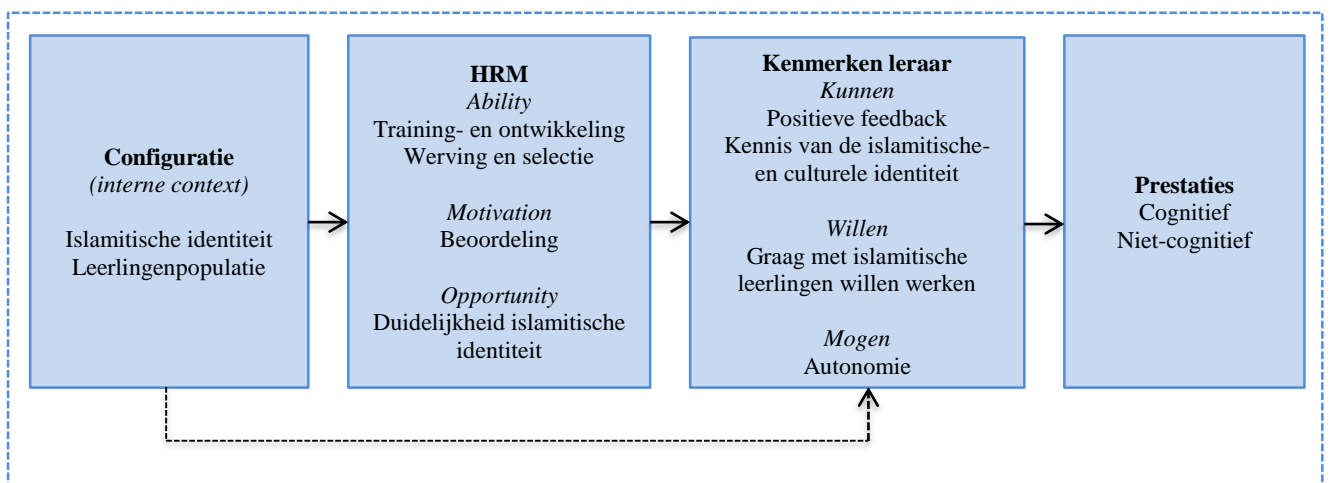 Configuratie
(interne context)
Islamitische identiteit
Leerlingenpopulatie
HRM
Ability
Training- en ontwikkeling
Werving en selectie
Motivation
Beoordeling
Opportunity
Duidelijkheid islamitische
identiteit
Kenmerken leraar
Kunnen
Positieve feedback
Kennis van de islamitische-
en culturele identiteit
Willen
Graag met islamitische
leerlingen willen werken
Mogen
Autonomie
Prestaties
Cognitief
Niet-cognitief